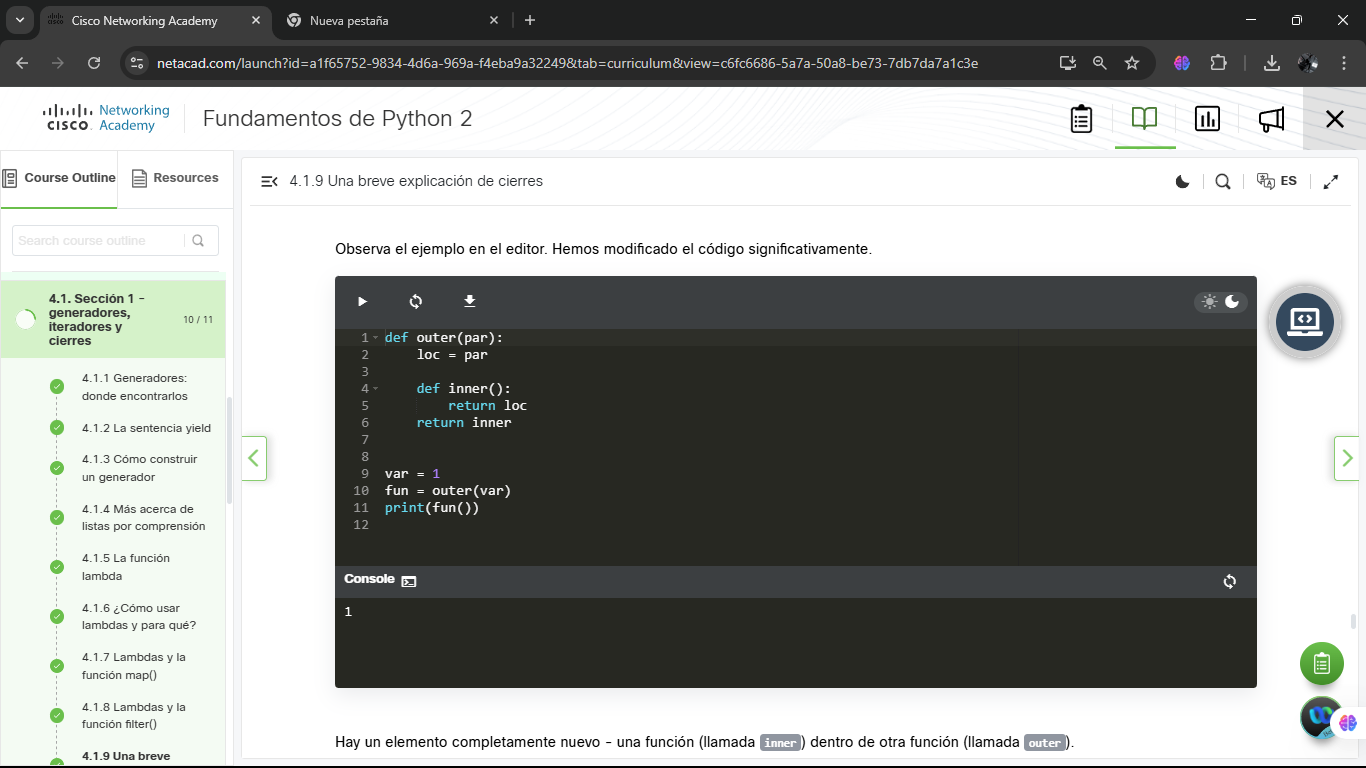 Cisco Networking Academy
Nueva pestaña
netacad.com/launch?id=a1f65752-9834-4d6a-969a-f4eba9a32249&tab=curriculum&view=c6fc6686-5a7a-50a8-be73-7db7da7a1c3e
CISCO Networking Academy
Fundamentos de Python 2
Course Outline
Resources
4.1.9 Una breve explicación de cierres
ES
Search course outline
4.1. Sección 1 - generadores, iteradores y cierres
10 / 11
4.1.1 Generadores: donde encontrarlos
4.1.2 La sentencia yield
4.1.3 Cómo construir un generador
4.1.4 Más acerca de listas por comprensión
4.1.5 La función lambda
4.1.6 ¿Cómo usar lambdas y para qué?
4.1.7 Lambdas y la función map()
4.1.8 Lambdas y la función filter()
4.1.9 Una breve
Observa el ejemplo en el editor. Hemos modificado el código significativamente.
1 def outer(par):
2     loc = par
3
4     def inner():
5         return loc
6     return inner
7
8
9 var = 1
10 fun = outer(var)
11 print(fun())
12
Console
1
Hay un elemento completamente nuevo - una función (llamada inner) dentro de otra función (llamada outer).